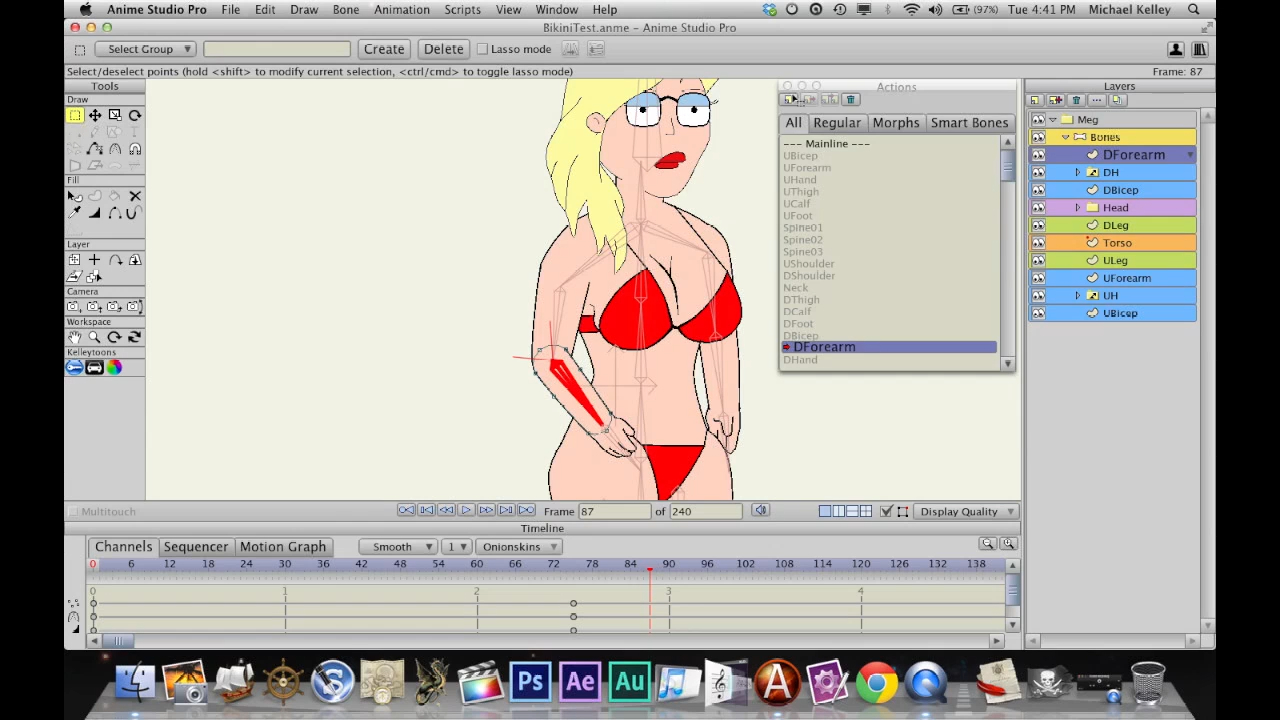 Anime Studio Pro File Edit Draw Bone Animation Scripts View Window Help (97%) Tue 4:41 PM Michael Kelley
BikiniTest.anme - Anime Studio Pro
Select Group Create Delete Lasso mode
Select/deselect points (hold <shift> to modify current selection, <ctrl/cmd> to toggle lasso mode) Frame: 87
Tools
Draw
Fill
Layer
Camera
Workspace
Kelleytoons
Actions
All Regular Morphs Smart Bones
--- Mainline ---
UBicep
UForearm
UHand
UThigh
UCalf
UFoot
Spine01
Spine02
Spine03
UShoulder
DShoulder
Neck
DThigh
DCalf
DFoot
DBicep
DForearm
DHand
Layers
Meg
Bones
DForearm
DH
DBicep
Head
DLeg
Torso
ULeg
UForearm
UH
UBicep
Multitouch Frame 87 of 240 Display Quality
Timeline
Channels Sequencer Motion Graph Smooth 1 Onionskins
0 6 12 18 24 30 36 42 48 54 60 66 72 78 84 90 96 102 108 114 120 126 132 138
0 1 2 3 4
Ps Ae Au